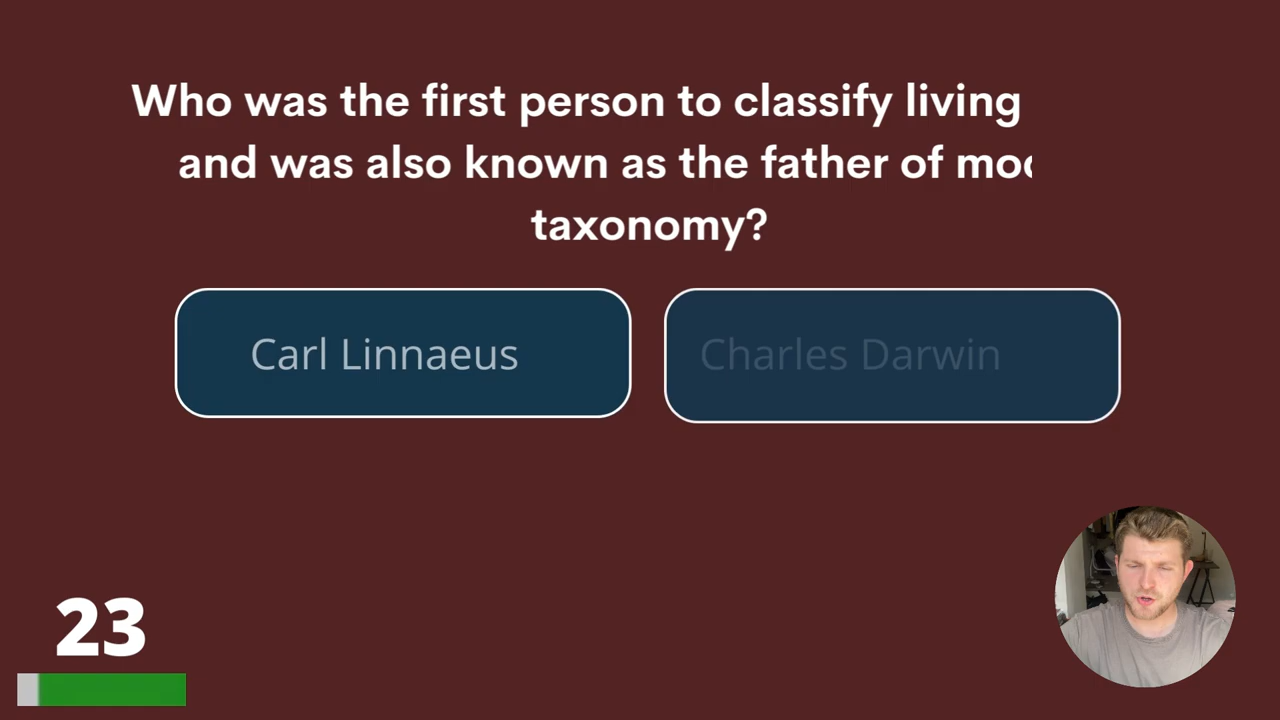 Who was the first person to classify living
and was also known as the father of
taxonomy?
Carl Linnaeus
Charles Darwin
23